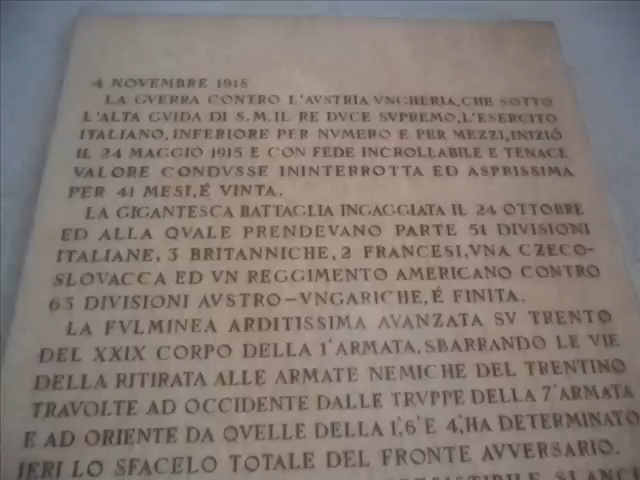 4 NOVEMBRE 1918
LA GVERRA CONTRO L'AVSTRIA VNGHERIA, CHE SOTTO
L'ALTA GVIDA DI S.M. IL RE DVCE SVPREMO, L'ESERCITO
ITALIANO, INFERIORE PER NVMERO E PER MEZZI, INIZIÓ
IL 24 MAGGIO 1915 E CON FEDE INCROLLABILE E TENACE
VALORE CONDVSSE ININTERROTTA ED ASPRISSIMA
PER 41 MESI, É VINTA.
LA GIGANTESCA BATTAGLIA INGAGGIATA IL 24 OTTOBRE
ED ALLA QVALE PRENDEVANO PARTE 51 DIVISIONI
ITALIANE, 3 BRITANNICHE, 2 FRANCESI, VNA CZECO-
SLOVACCA ED VN REGGIMENTO AMERICANO CONTRO
63 DIVISIONI AVSTRO-VNGARICHE, É FINITA.
LA FVLMINEA ARDITISSIMA AVANZATA SV TRENTO
DEL XXIX CORPO DELLA 1ª ARMATA, SBARRANDO LE VIE
DELLA RITIRATA ALLE ARMATE NEMICHE DEL TRENTINO
TRAVOLTE AD OCCIDENTE DALLE TRVPPE DELLA 7ª ARMATA
E AD ORIENTE DA QVELLE DELLA 1ª, 6ª E 4ª, HA DETERMINATO
IERI LO SFACELO TOTALE DEL FRONTE AVVERSARIO.